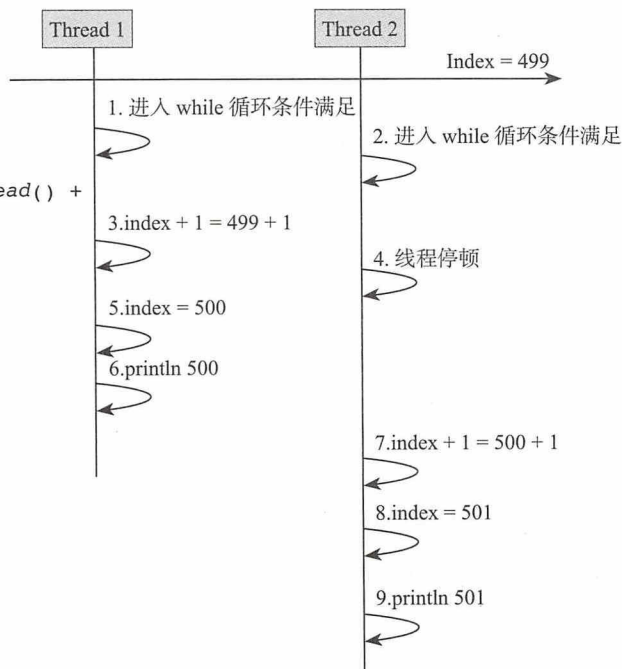 Thread 1
Thread 2
Index = 499
1. 进入 while 循环条件满足
2. 进入 while 循环条件满足
ead() +
3.index + 1 = 499 + 1
4. 线程停顿
5.index = 500
6.println 500
7.index + 1 = 500 + 1
8.index = 501
9.println 501